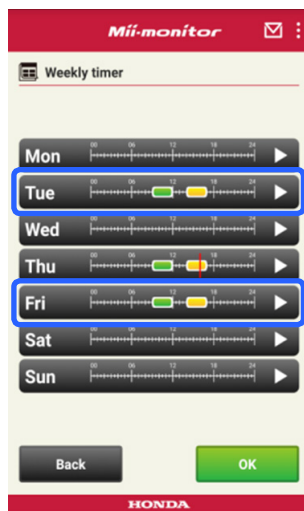 Mii-monitor
Weekly timer
00 06 12 18 24
Mon
00 06 12 18 24
Tue
00 06 12 18 24
Wed
00 06 12 18 24
Thu
00 06 12 18 24
Fri
00 06 12 18 24
Sat
00 06 12 18 24
Sun
Back OK
HONDA